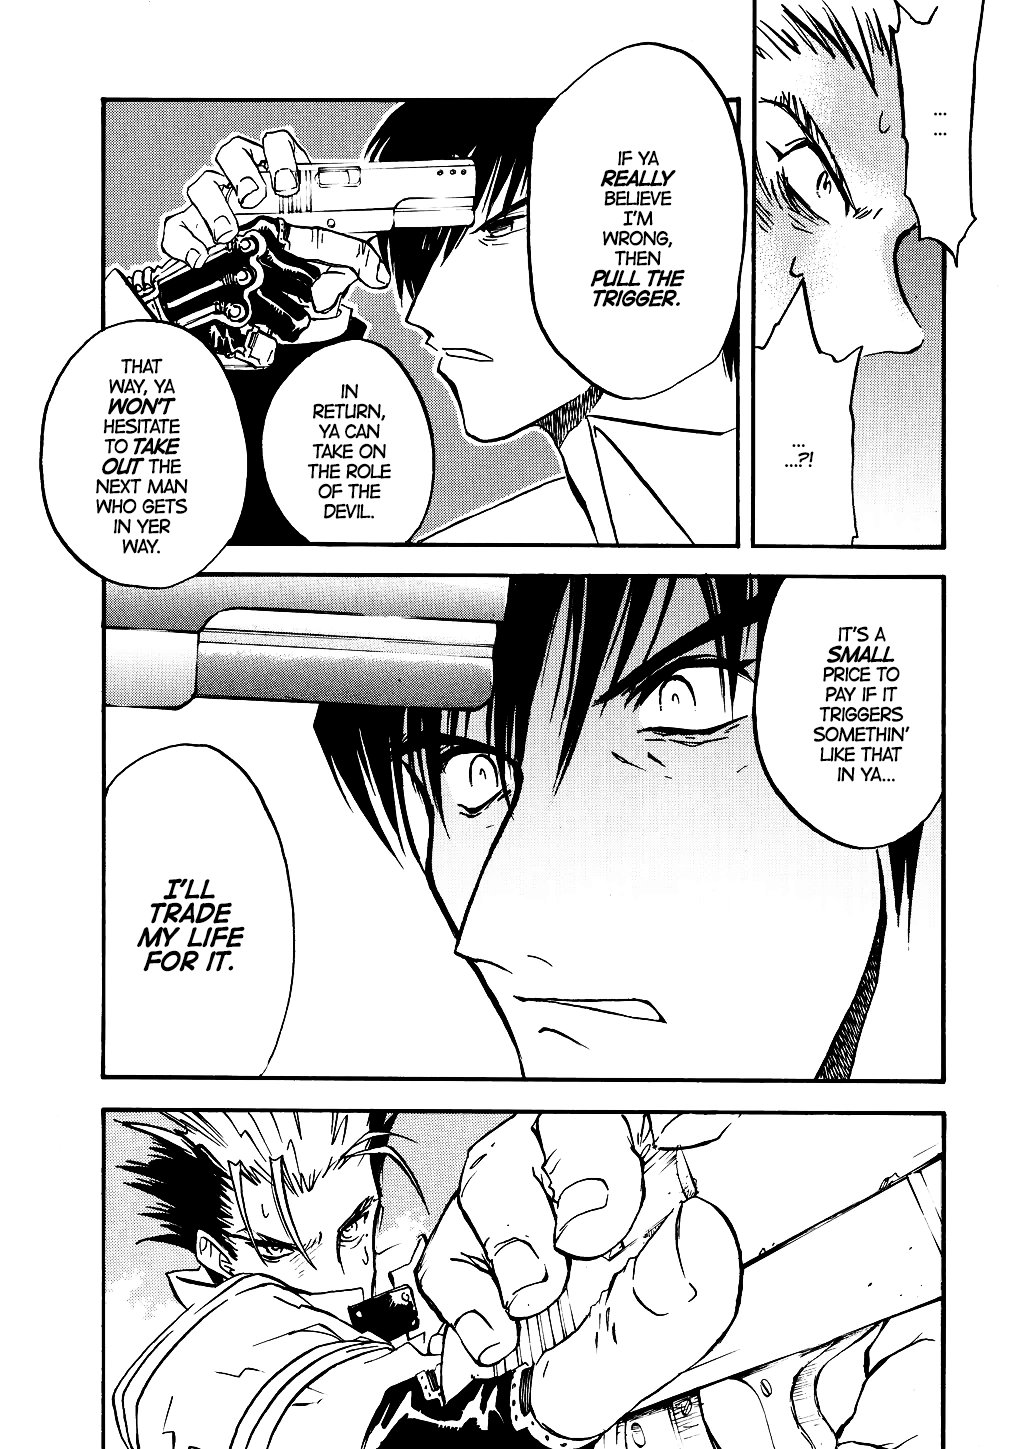 ...
...
...
...?!
IF YA
REALLY
BELIEVE
I'M
WRONG,
THEN
PULL THE
TRIGGER.
IN
RETURN,
YA CAN
TAKE ON
THE ROLE
OF THE
DEVIL.
THAT
WAY, YA
WON'T
HESITATE
TO TAKE
OUT THE
NEXT MAN
WHO GETS
IN YER
WAY.
IT'S A
SMALL
PRICE TO
PAY IF IT
TRIGGERS
SOMETHIN'
LIKE THAT
IN YA...
I'LL
TRADE
MY LIFE
FOR IT.